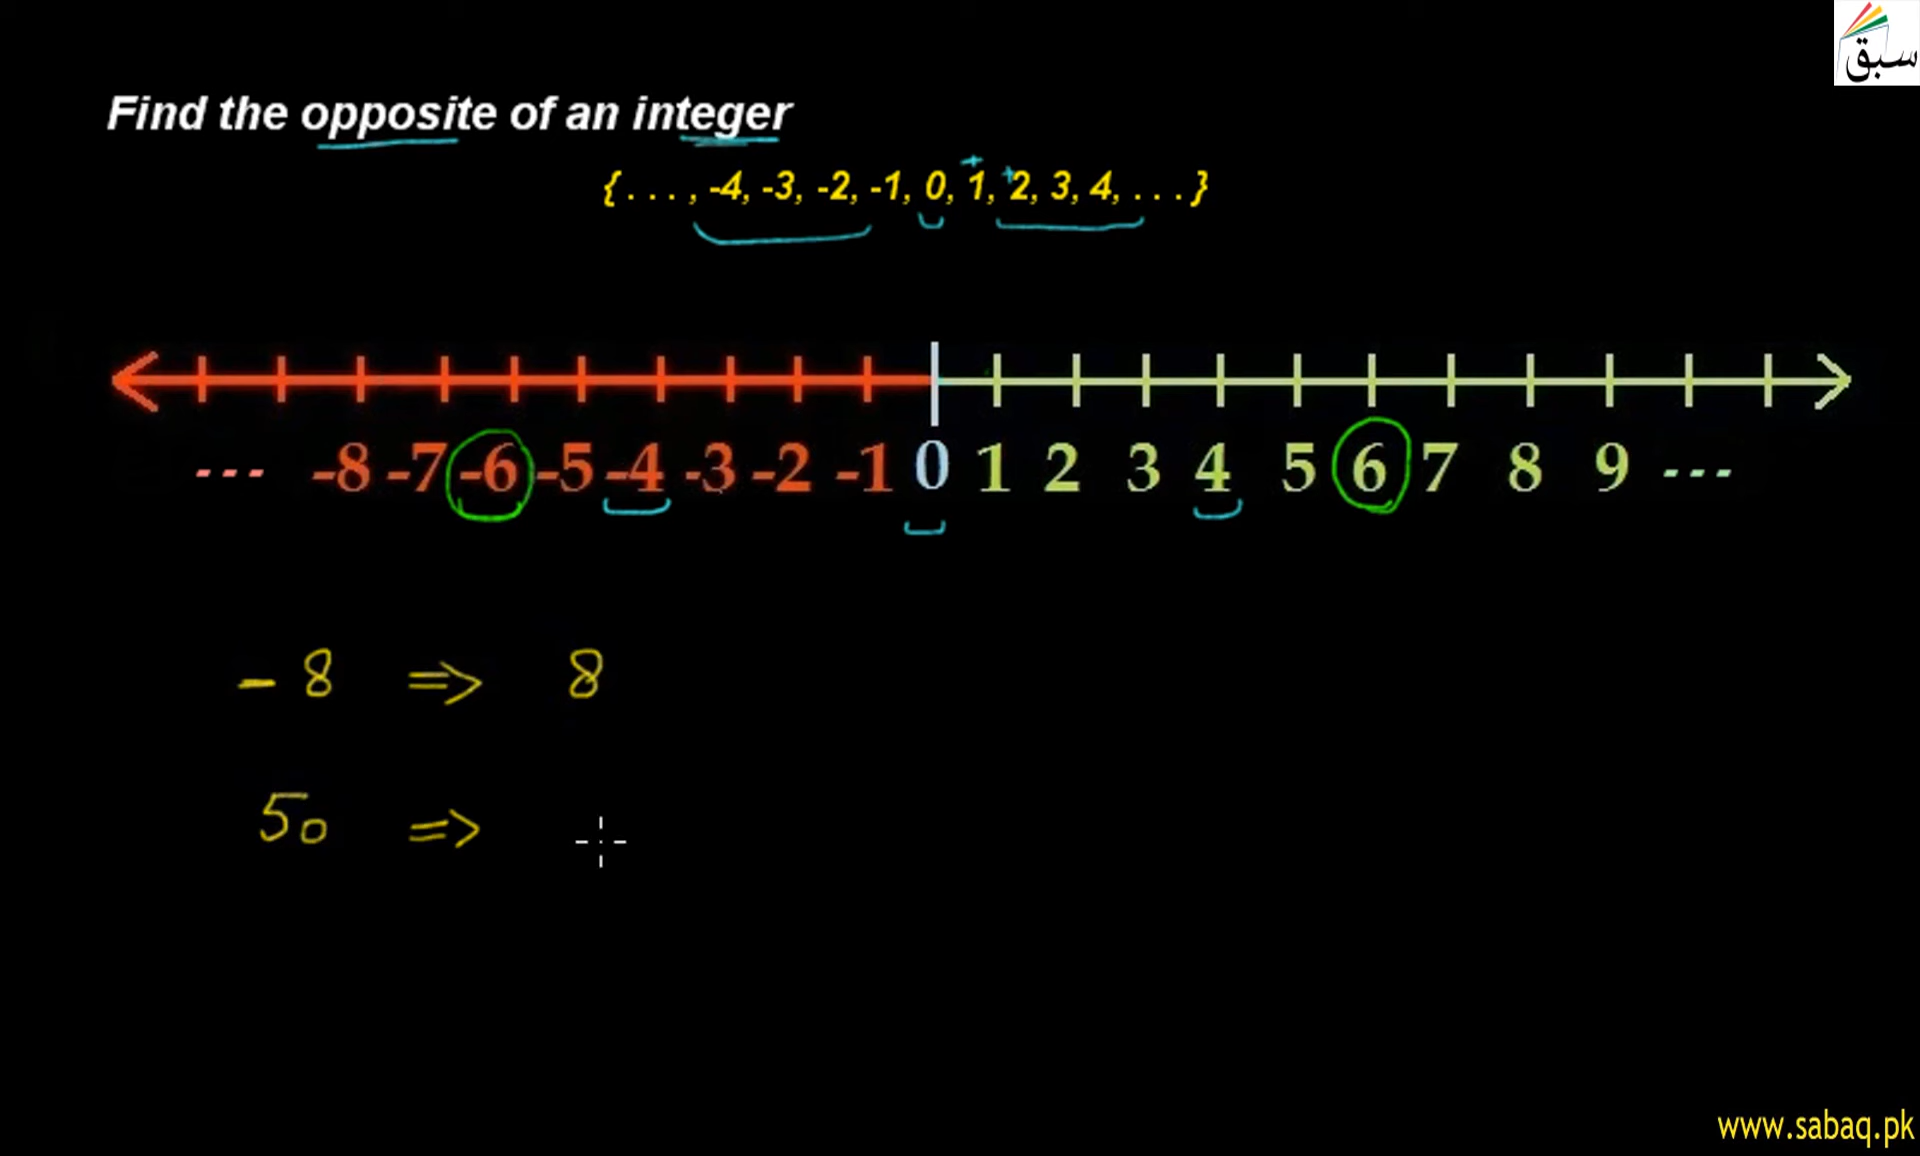 سبق
Find the opposite of an integer
+ +
{ . . . , -4, -3, -2, -1, 0, 1, 2, 3, 4, . . . }
--- -8 -7 -6 -5 -4 -3 -2 -1 0 1 2 3 4 5 6 7 8 9 ---
- 8 => 8
50 =>
www.sabaq.pk